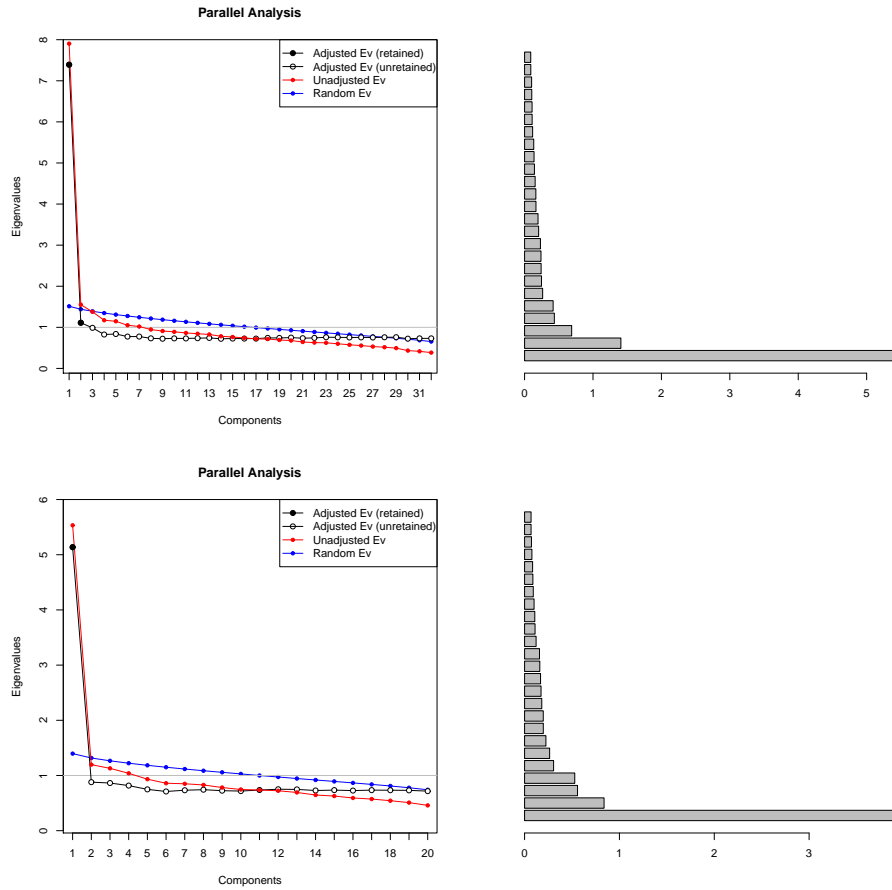 Parallel Analysis
8
7
6
5
4
3
2
1
0
Eigenvalues
Adjusted Ev (retained)
Adjusted Ev (unretained)
Unadjusted Ev
Random Ev
1 3 5 7 9 11 13 15 17 19 21 23 25 27 29 31
Components
0 1 2 3 4 5
Parallel Analysis
6
5
4
3
2
1
0
Eigenvalues
Adjusted Ev (retained)
Adjusted Ev (unretained)
Unadjusted Ev
Random Ev
1 2 3 4 5 6 7 8 9 10 12 14 16 18 20
Components
0 1 2 3